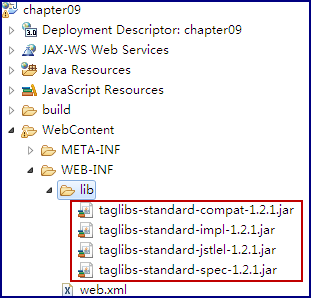 chapter09
Deployment Descriptor: chapter09
JAX-WS Web Services
Java Resources
JavaScript Resources
build
WebContent
META-INF
WEB-INF
lib
taglibs-standard-compat-1.2.1.jar
taglibs-standard-impl-1.2.1.jar
taglibs-standard-jstlel-1.2.1.jar
taglibs-standard-spec-1.2.1.jar
web.xml